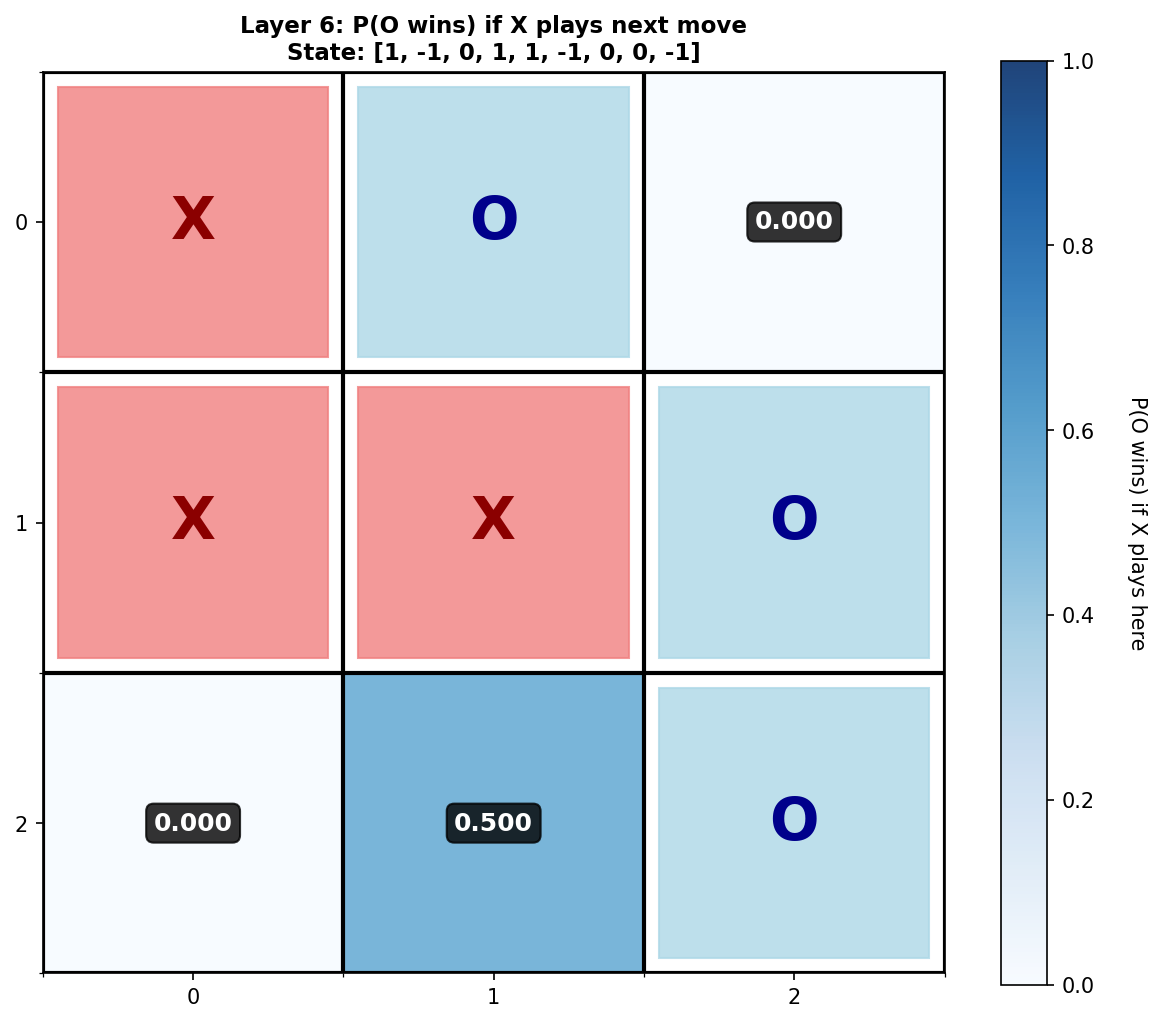 Layer 6: P(O wins) if X plays next move
State: [1, -1, 0, 1, 1, -1, 0, 0, -1]
0
X
O
0.000
1
X
X
O
2
0.000
0.500
O
0
1
2
1.0
0.8
0.6
0.4
0.2
0.0
P(O wins) if X plays here